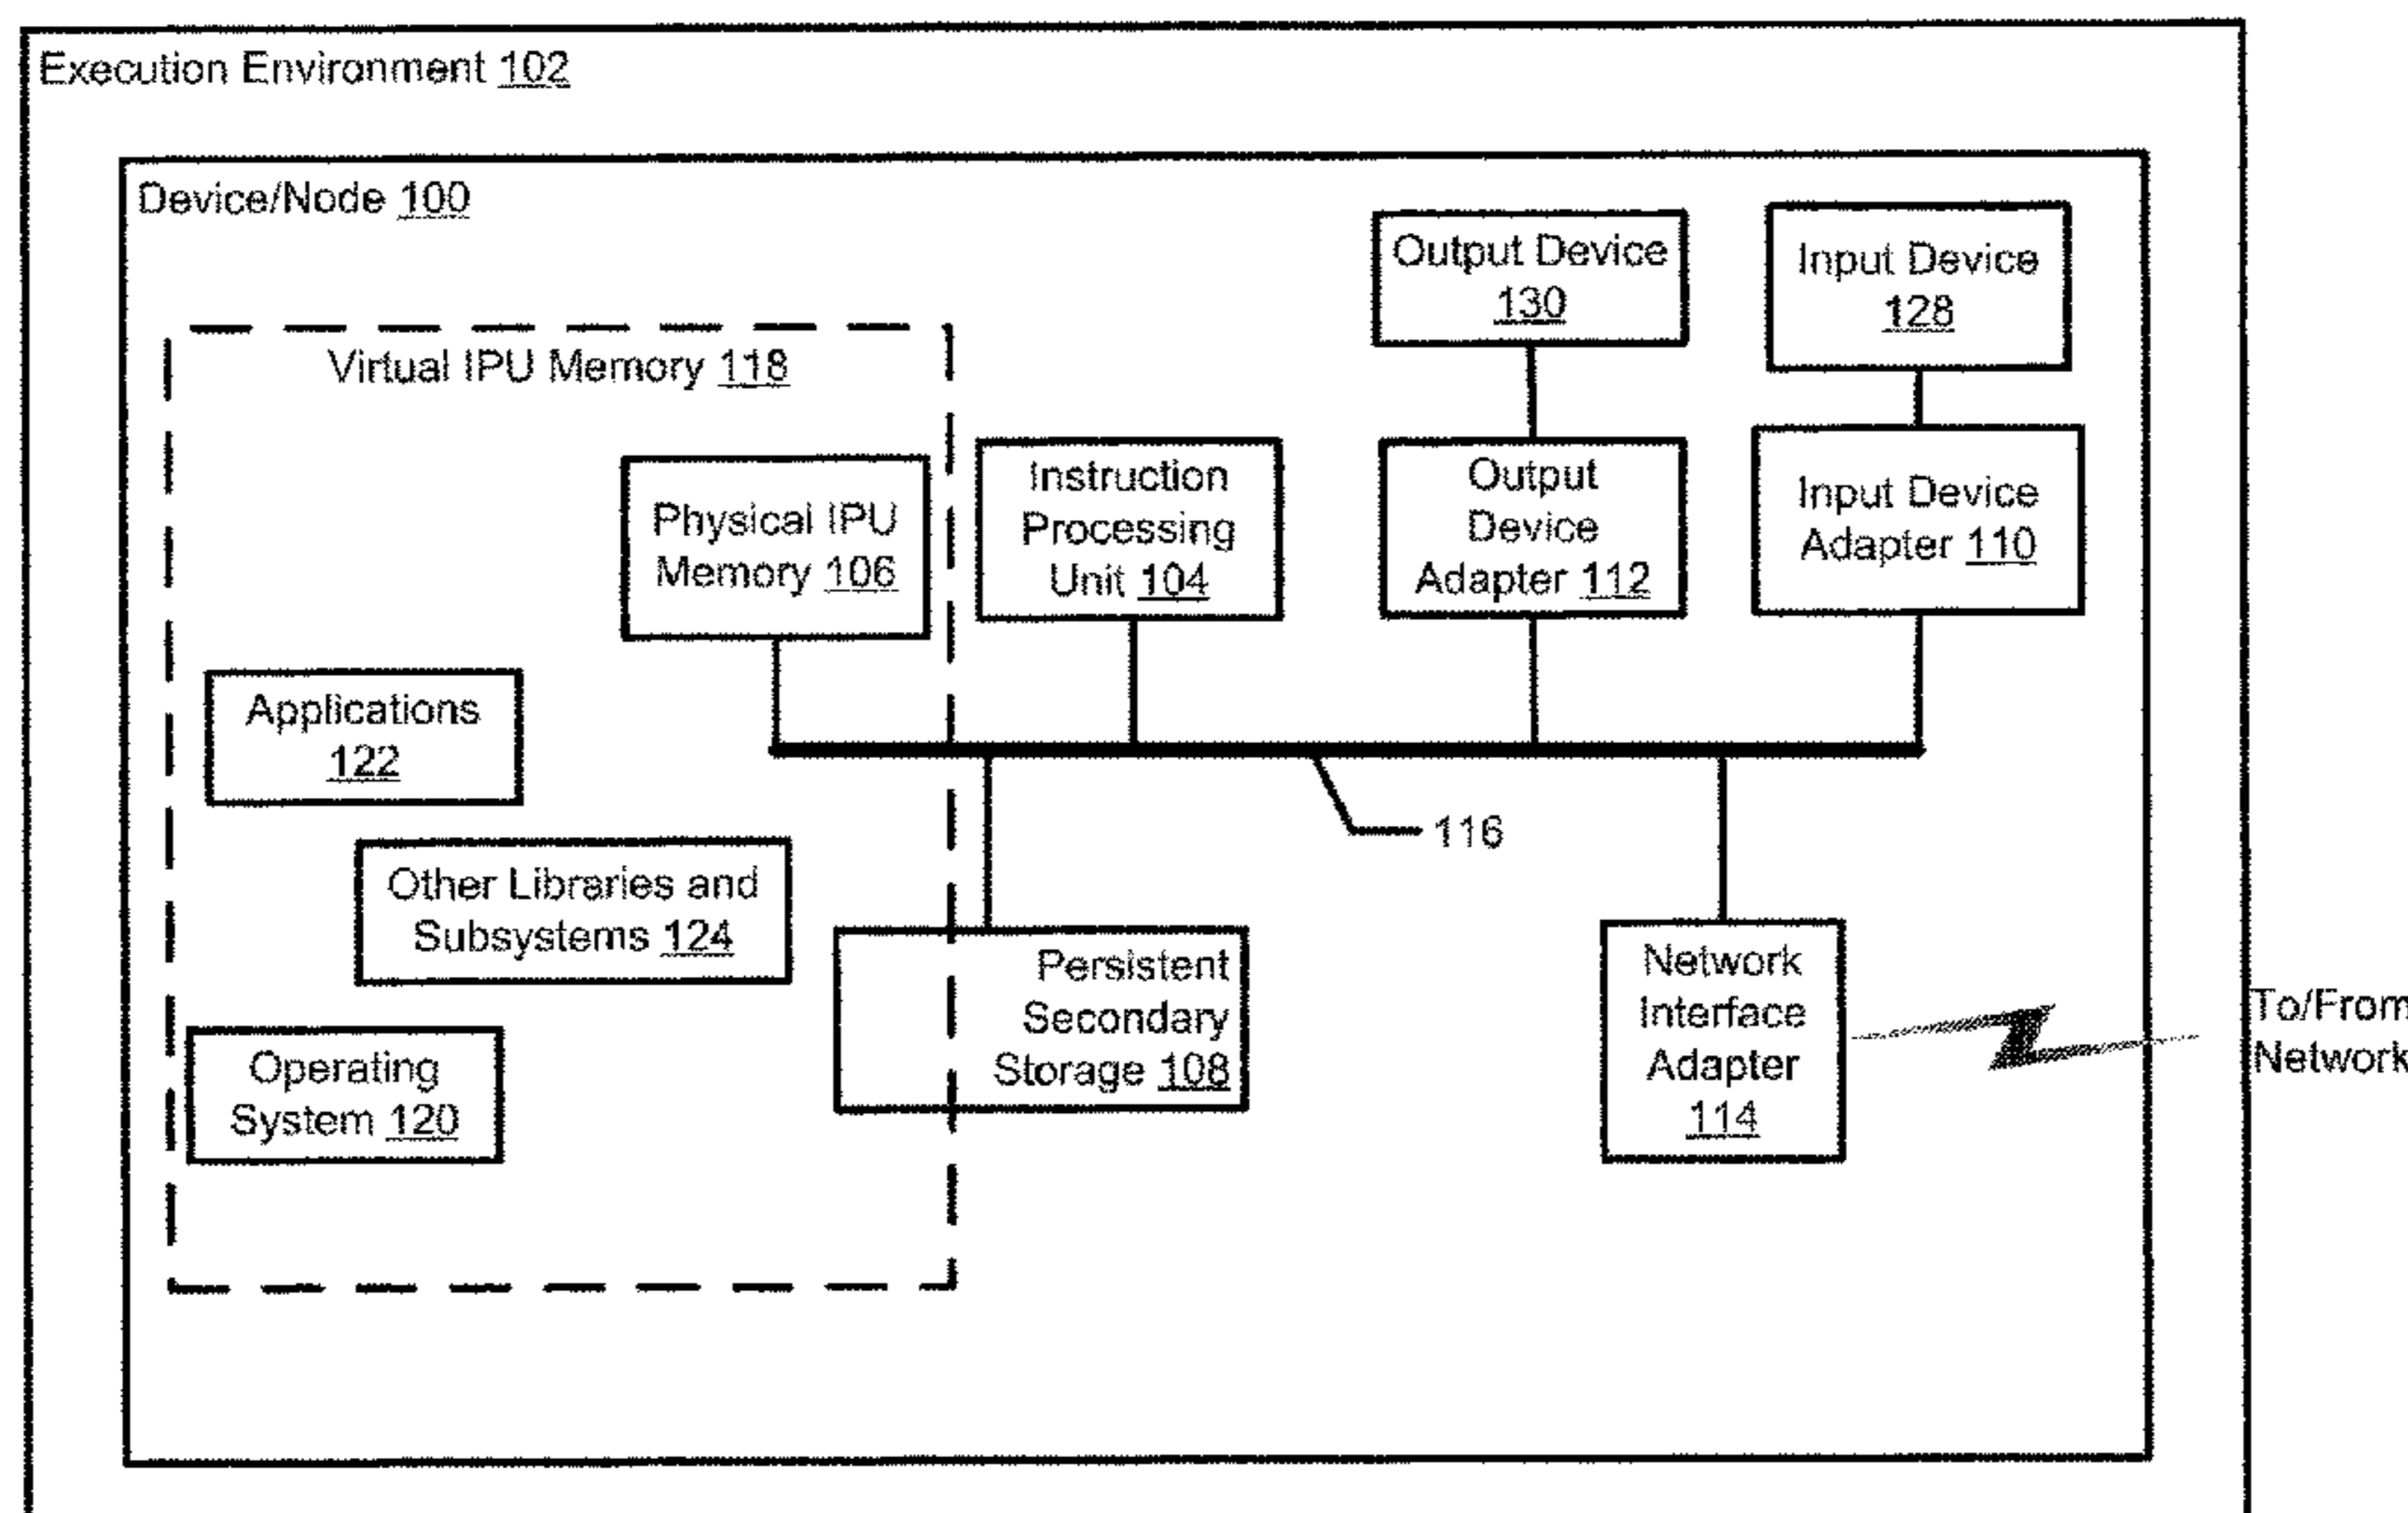 Execution Environment 102
Device/Node 100
Output Device
130
Input Device
128
Virtual IPU Memory 118
Physical IPU
Memory 106
Instruction
Processing
Unit 104
Output
Device
Adapter 112
Input Device
Adapter 110
Applications
122
116
Other Libraries and
Subsystems 124
Persistent
Secondary
Storage 108
Network
Interface
Adapter
114
To/From
Network
Operating
System 120